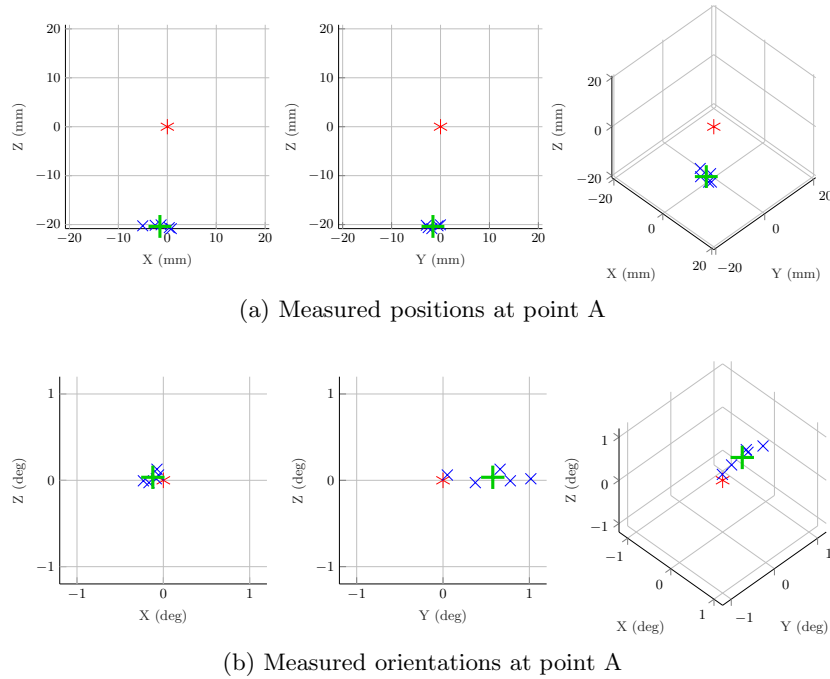 20
10
0
−10
−20
−20 −10 0 10 20
X (mm)
Z (mm)
20
10
0
−10
−20
−20 −10 0 10 20
Y (mm)
Z (mm)
20
0
−20
−20
0
20
−20
0
20
X (mm)
Y (mm)
Z (mm)
(a) Measured positions at point A
1
0
−1
−1 0 1
X (deg)
Z (deg)
1
0
−1
−1 0 1
Y (deg)
Z (deg)
1
0
−1
−1
0
1
−1
0
1
X (deg)
Y (deg)
Z (deg)
(b) Measured orientations at point A